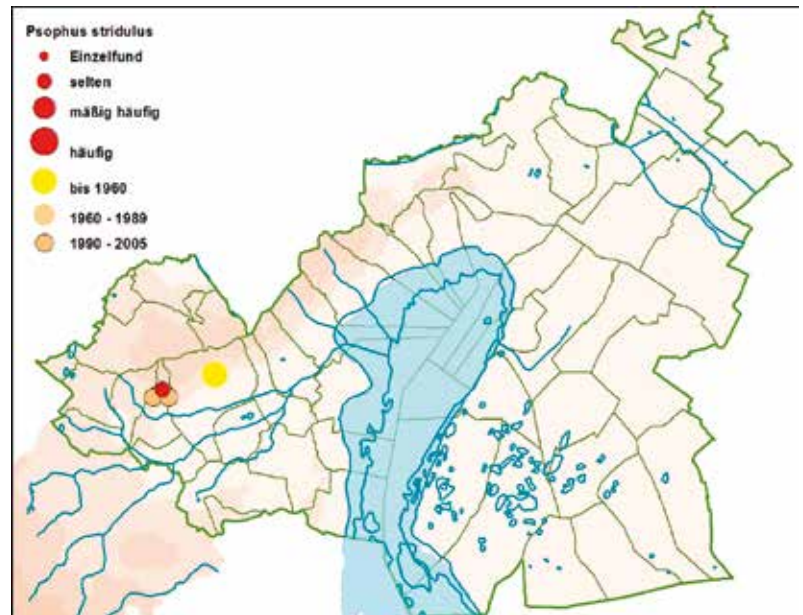 Psophus stridulus
Einzelfund
selten
mäßig häufig
häufig
bis 1960
1960 - 1989
1990 - 2005